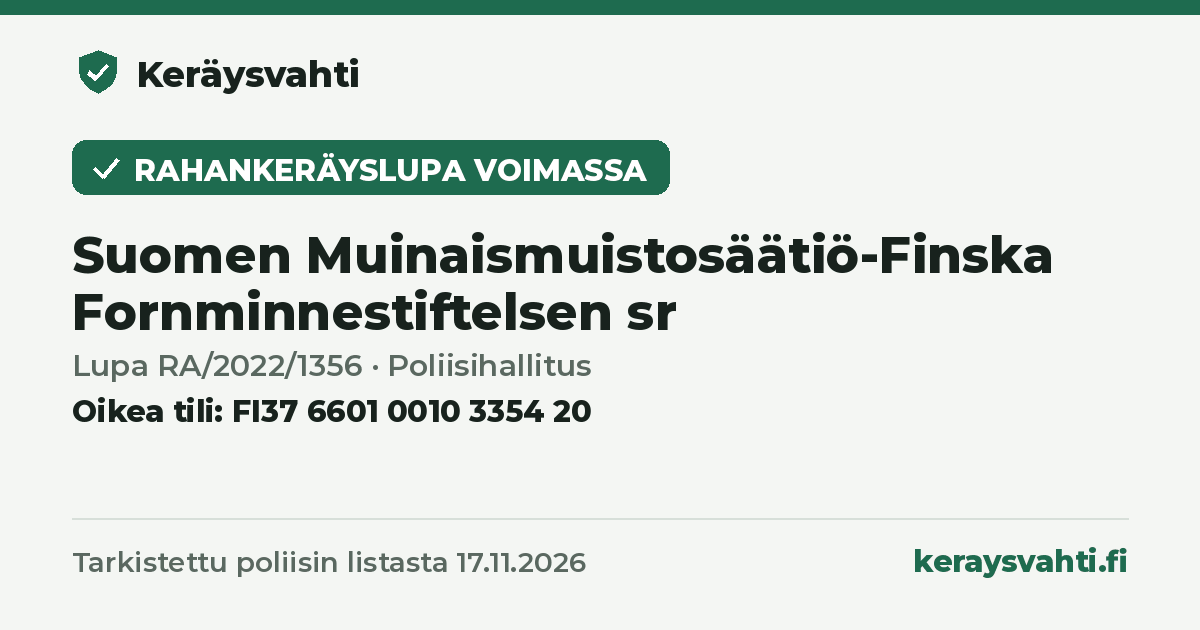 Keräysvahti
RAHANKERÄYSLUPA VOIMASSA
Suomen Muinaismuistosäätiö-Finska
Fornminnestiftelsen sr
Lupa RA/2022/1356 · Poliisihallitus
Oikea tili: FI37 6601 0010 3354 20
Tarkistettu poliisin listasta 17.11.2026
keraysvahti.fi